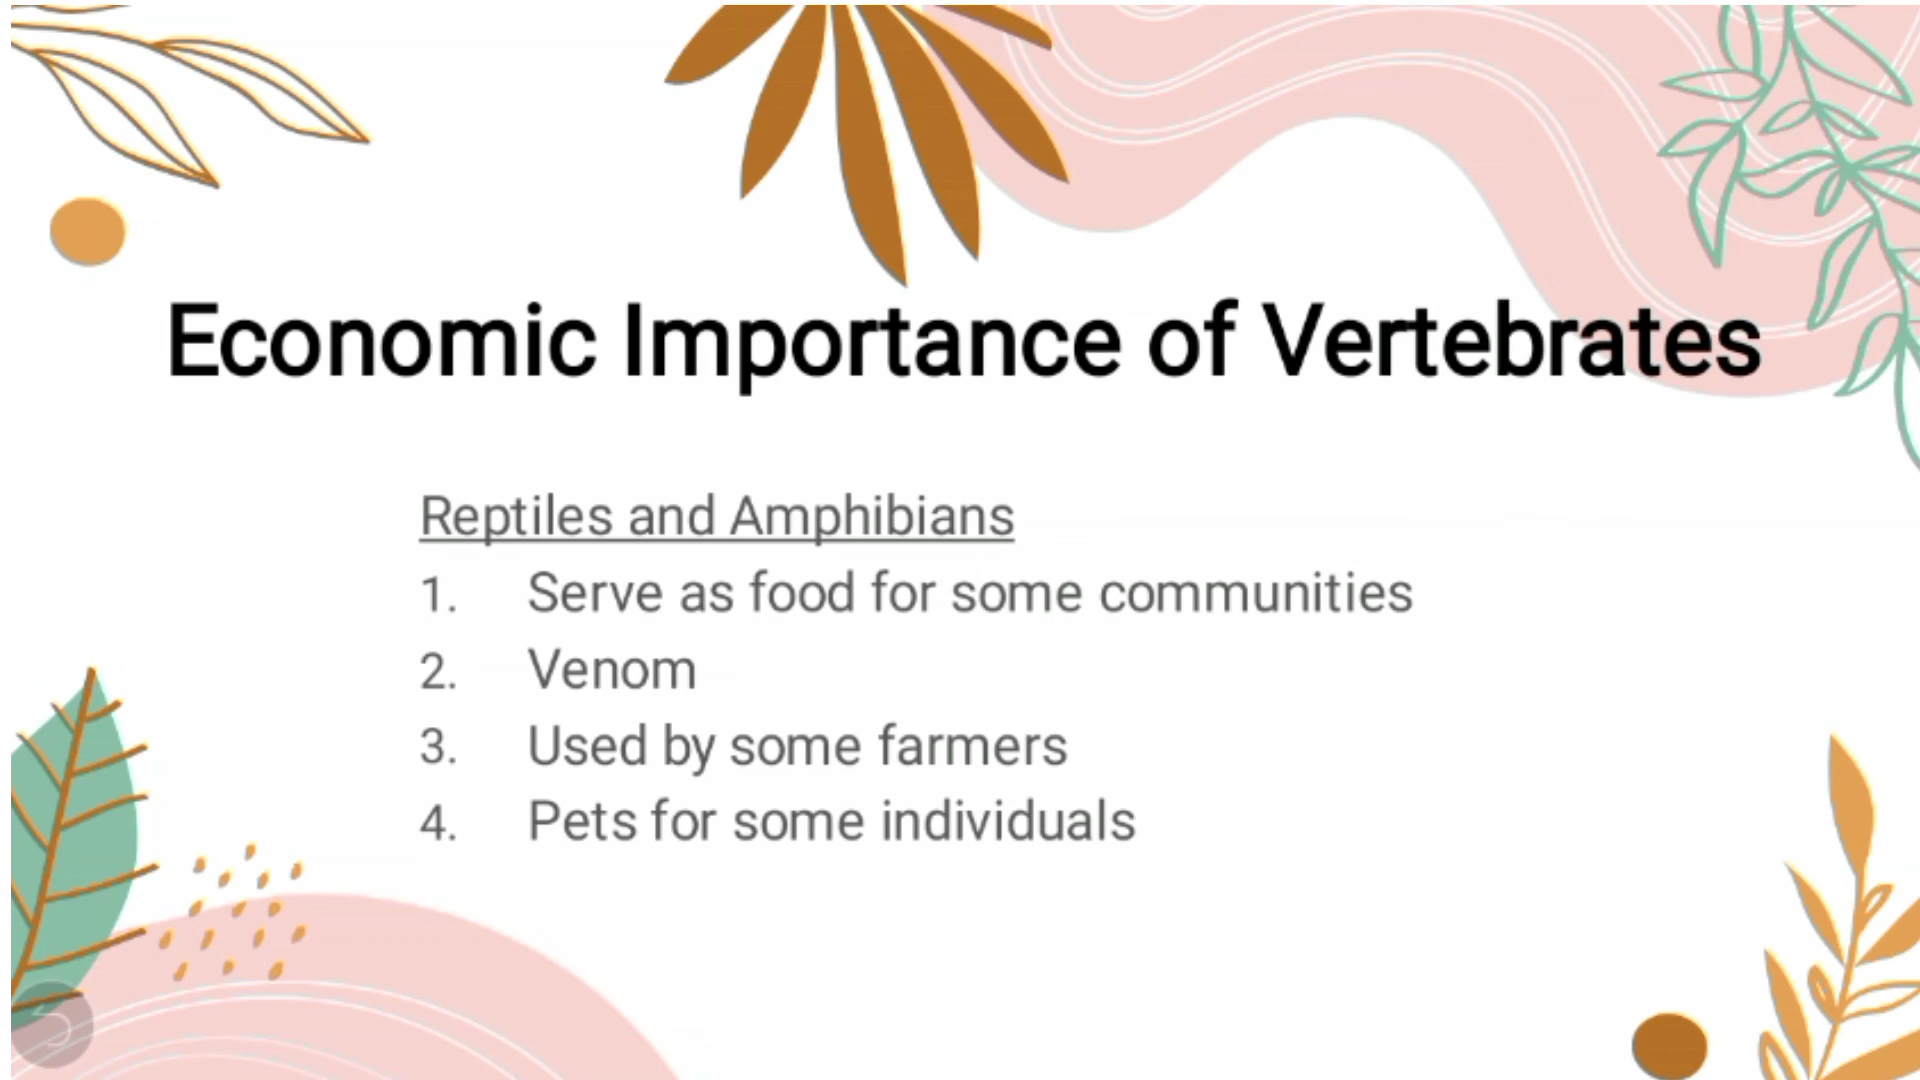 Economic Importance of Vertebrates
Reptiles and Amphibians
1. Serve as food for some communities
2. Venom
3. Used by some farmers
4. Pets for some individuals